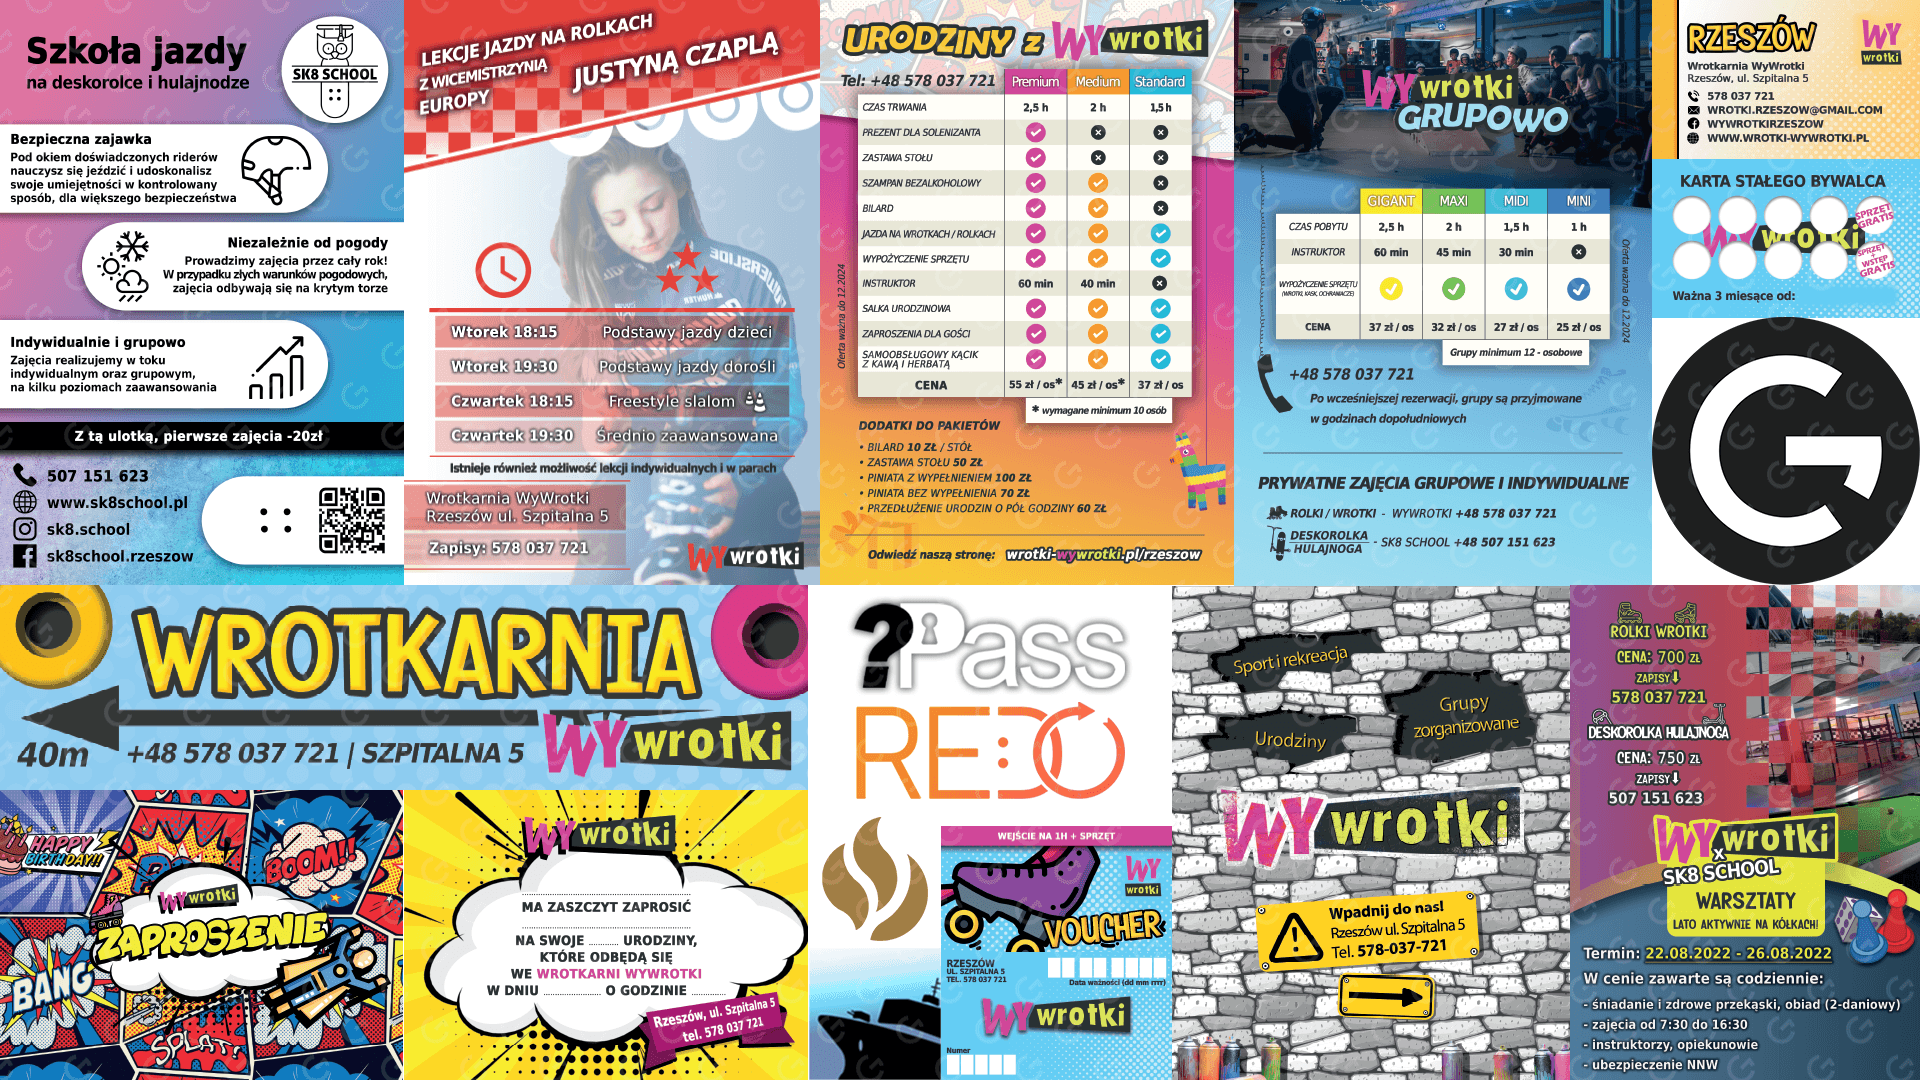 Szkoła jazdy
na deskorolce i hulajnodze
SK8 SCHOOL
Bezpieczna zajawka
Pod okiem doświadczonych riderów
nauczysz się jeździć i udoskonalisz
swoje umiejętności w kontrolowany
sposób, dla większego bezpieczeństwa
Niezależnie od pogody
Prowadzimy zajęcia przez cały rok!
W przypadku złych warunków pogodowych,
zajęcia odbywają się na krytym torze
Indywidualnie i grupowo
Zajęcia realizujemy w toku
indywidualnym oraz grupowym,
na kilku poziomach zaawansowania
Z tą ulotką, pierwsze zajęcia -20zł
507 151 623
www.sk8school.pl
sk8.school
sk8school.rzeszow
LEKCJE JAZDY NA ROLKACH
Z WICEMISTRZYNIĄ
EUROPY
JUSTYNĄ CZAPLĄ
Wtorek 18:15 Podstawy jazdy dzieci
Wtorek 19:30 Podstawy jazdy dorośli
Czwartek 18:15 Freestyle slalom
Czwartek 19:30 Średnio zaawansowana
Istnieje również możliwość lekcji indywidualnych i w parach
Wrotkarnia WyWrotki
Rzeszów ul. Szpitalna 5
Zapisy: 578 037 721
WYwrotki
URODZINY z WYwrotki
Tel: +48 578 037 721 Premium Medium Standard
CZAS TRWANIA 2,5 h 2 h 1,5 h
PREZENT DLA SOLENIZANTA
ZASTAWA STOŁU
SZAMPAN BEZALKOHOLOWY
BILARD
JAZDA NA WROTKACH / ROLKACH
WYPOŻYCZENIE SPRZĘTU
INSTRUKTOR 60 min 40 min
SALKA URODZINOWA
ZAPROSZENIA DLA GOŚCI
SAMOOBSŁUGOWY KĄCIK
Z KAWĄ I HERBATĄ
CENA 55 zł / os* 45 zł / os* 37 zł / os
* wymagane minimum 10 osób
Oferta ważna do 12.2024
DODATKI DO PAKIETÓW
• BILARD 10 ZŁ / STÓŁ
• ZASTAWA STOŁU 50 ZŁ
• PINIATA Z WYPEŁNIENIEM 100 ZŁ
• PINIATA BEZ WYPEŁNIENIA 70 ZŁ
• PRZEDŁUŻENIE URODZIN O PÓŁ GODZINY 60 ZŁ
Odwiedź naszą stronę: wrotki-wywrotki.pl/rzeszow
WYwrotki
GRUPOWO
GIGANT MAXI MIDI MINI
CZAS POBYTU 2,5 h 2 h 1,5 h 1 h
INSTRUKTOR 60 min 45 min 30 min
WYPOŻYCZENIE SPRZĘTU
(WROTKI, KASK, OCHRANIACZE)
CENA 37 zł / os 32 zł / os 27 zł / os 25 zł / os
Grupy minimum 12 - osobowe
Oferta ważna do 12.2024
+48 578 037 721
Po wcześniejszej rezerwacji, grupy są przyjmowane
w godzinach dopołudniowych
PRYWATNE ZAJĘCIA GRUPOWE I INDYWIDUALNE
ROLKI / WROTKI - WYWROTKI +48 578 037 721
DESKOROLKA
HULAJNOGA - SK8 SCHOOL +48 507 151 623
RZESZÓW
WY
wrotki
Wrotkarnia WyWrotki
Rzeszów, ul. Szpitalna 5
578 037 721
WROTKI.RZESZOW@GMAIL.COM
WYWROTKIRZESZOW
WWW.WROTKI-WYWROTKI.PL
KARTA STAŁEGO BYWALCA
SPRZĘT
GRATIS
WYwrotki
SPRZĘT
+
WSTĘP
GRATIS
Ważna 3 miesiące od:
G
WROTKARNIA
40m
+48 578 037 721 | SZPITALNA 5
WYwrotki
HAPPY
BIRTHDAY!!
BOOM!!
WYwrotki
ZAPROSZENIE
BANG
SPLAT!
WYwrotki
MA ZASZCZYT ZAPROSIĆ
NA SWOJE ........ URODZINY,
KTÓRE ODBĘDĄ SIĘ
WE WROTKARNI WYWROTKI
W DNIU ................ O GODZINIE .........
Rzeszów, ul. Szpitalna 5
tel. 578 037 721
?Pass
RE:DO
WEJŚCIE NA 1H + SPRZĘT
WY
wrotki
VOUCHER
RZESZÓW
UL. SZPITALNA 5
TEL. 578 037 721
Data ważności (dd mm rrrr)
WYwrotki
Numer
Sport i rekreacja
Grupy
zorganizowane
Urodziny
WYwrotki
Wpadnij do nas!
Rzeszów ul. Szpitalna 5
Tel. 578-037-721
ROLKI WROTKI
CENA: 700 ZŁ
ZAPISY
578 037 721
DESKOROLKA HULAJNOGA
CENA: 750 ZŁ
ZAPISY
507 151 623
WYwrotki
x
SK8 SCHOOL
WARSZTATY
LATO AKTYWNIE NA KÓŁKACH!
Termin: 22.08.2022 - 26.08.2022
W cenie zawarte są codziennie:
- śniadanie i zdrowe przekąski, obiad (2-daniowy)
- zajęcia od 7:30 do 16:30
- instruktorzy, opiekunowie
- ubezpieczenie NNW